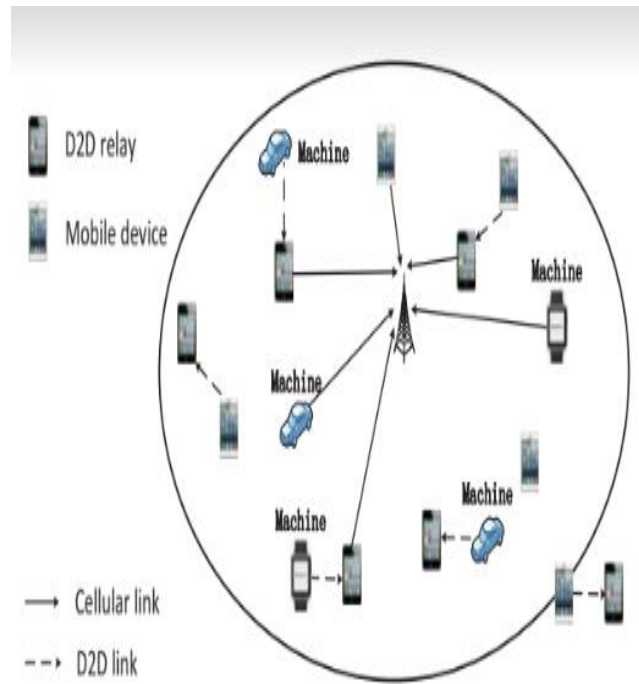 D2D relay
Mobile device
Machine
Machine
Machine
Machine
Machine
Cellular link
D2D link